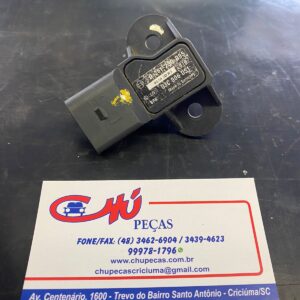 CHÚ
PEÇAS
FONE/FAX: (48) 3462-6904 / 3439-4623
99978-1796
www.chupecas.com.br
chupecascriciuma@gmail.com
Av. Centenário, 1600 - Trevo do Bairro Santo Antônio - Criciúma/SC